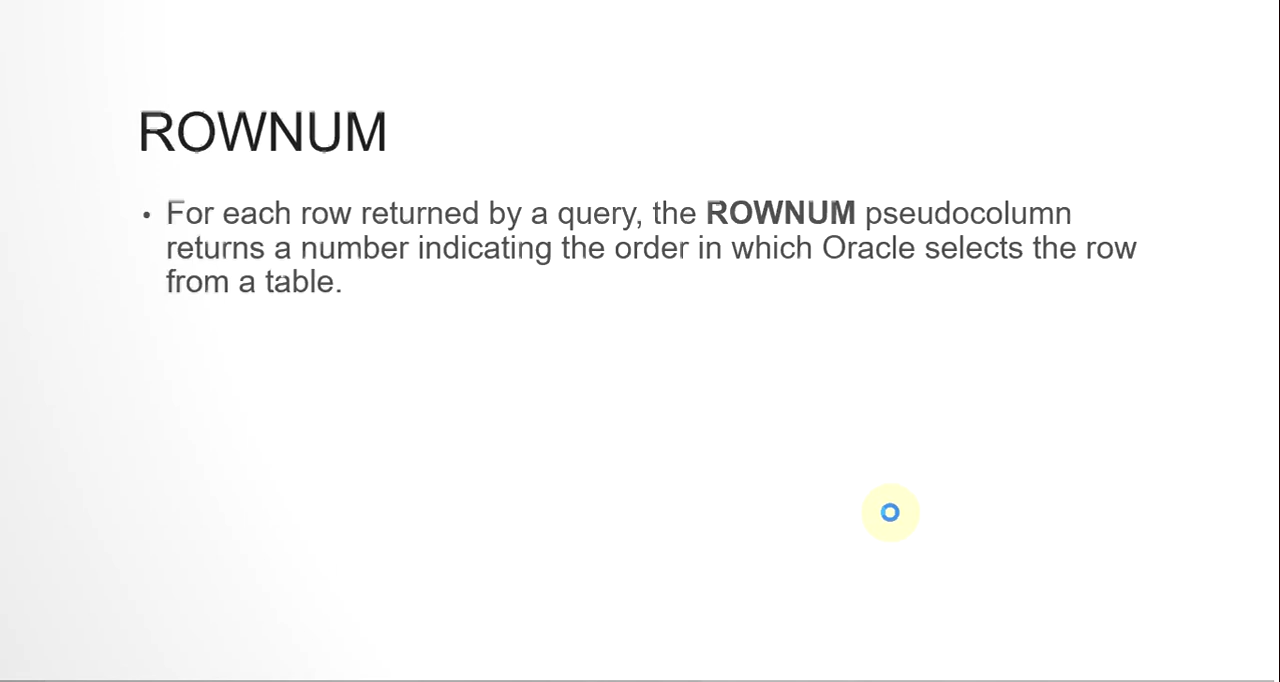 ROWNUM
• For each row returned by a query, the ROWNUM pseudocolumn
returns a number indicating the order in which Oracle selects the row
from a table.